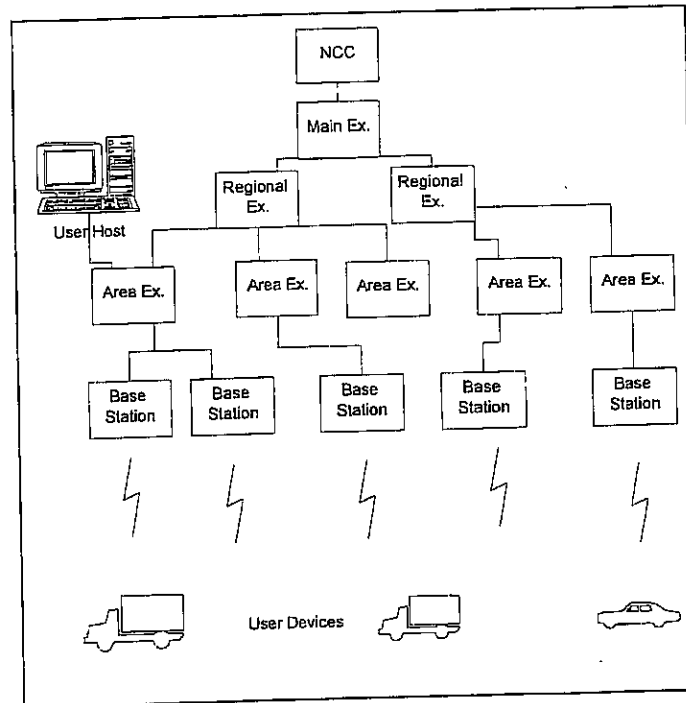 NCC
Main Ex.
Regional
Ex.
Regional
Ex.
User Host
Area Ex.
Area Ex.
Area Ex.
Area Ex.
Area Ex.
Base
Station
Base
Station
Base
Station
Base
Station
Base
Station
User Devices